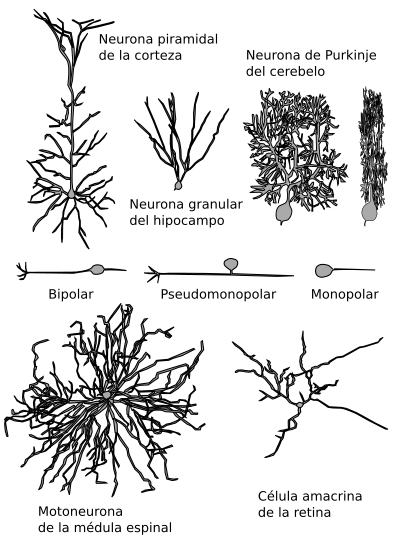 Neurona piramidal
de la corteza
Neurona de Purkinje
del cerebelo
Neurona granular
del hipocampo
Bipolar
Pseudomonopolar
Monopolar
Motoneurona
de la médula espinal
Célula amacrina
de la retina